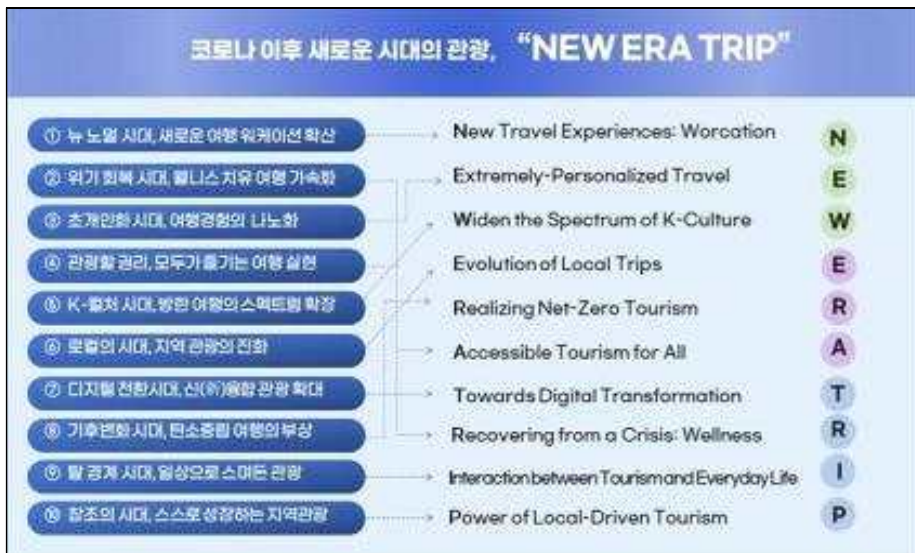 코로나 이후 새로운 시대의 관광, “NEW ERA TRIP”
① 뉴 노멀 시대, 새로운 여행 워케이션 확산
② 위기 회복 시대, 웰니스 치유 여행 가속화
③ 초개인화 시대, 여행경험의 나노화
④ 관광할 권리, 모두가 즐기는 여행 실현
⑤ K-컬처 시대, 방한 여행의 스펙트럼 확장
⑥ 로컬의 시대, 지역 관광의 진화
⑦ 디지털 전환시대, 신(新)융합 관광 확대
⑧ 기후변화 시대, 탄소중립 여행의 부상
⑨ 탈 경계 시대, 일상으로 스며든 관광
⑩ 창조의 시대, 스스로 성장하는 지역관광
New Travel Experiences: Worcation
Extremely-Personalized Travel
Widen the Spectrum of K-Culture
Evolution of Local Trips
Realizing Net-Zero Tourism
Accessible Tourism for All
Towards Digital Transformation
Recovering from a Crisis: Wellness
Interaction between Tourism and Everyday Life
Power of Local-Driven Tourism
N
E
W
E
R
A
T
R
I
P